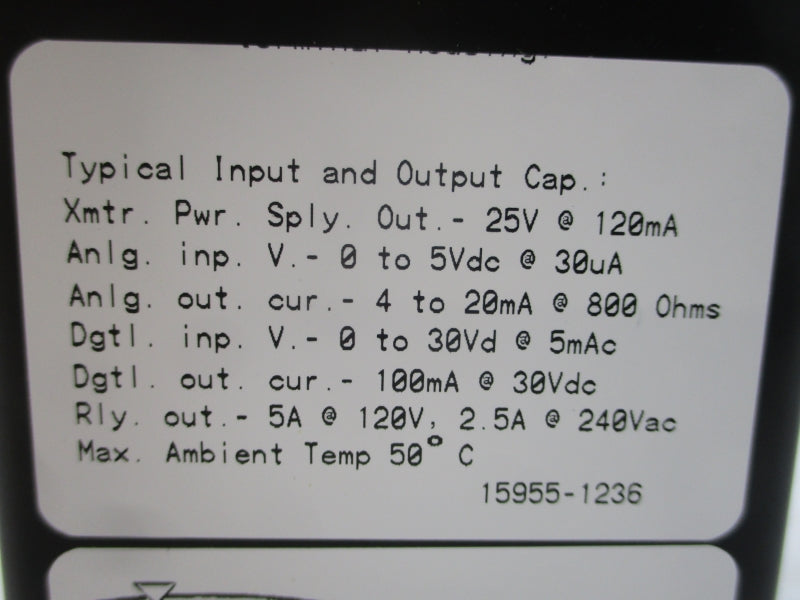 Typical Input and Output Cap.:
Xmtr. Pwr. Sply. Out.- 25V @ 120mA
Anlg. inp. V.- 0 to 5Vdc @ 30uA
Anlg. out. cur.- 4 to 20mA @ 800 Ohms
Dgtl. inp. V.- 0 to 30Vd @ 5mAc
Dgtl. out. cur.- 100mA @ 30Vdc
Rly. out.- 5A @ 120V, 2.5A @ 240Vac
Max. Ambient Temp 50° C
15955-1236